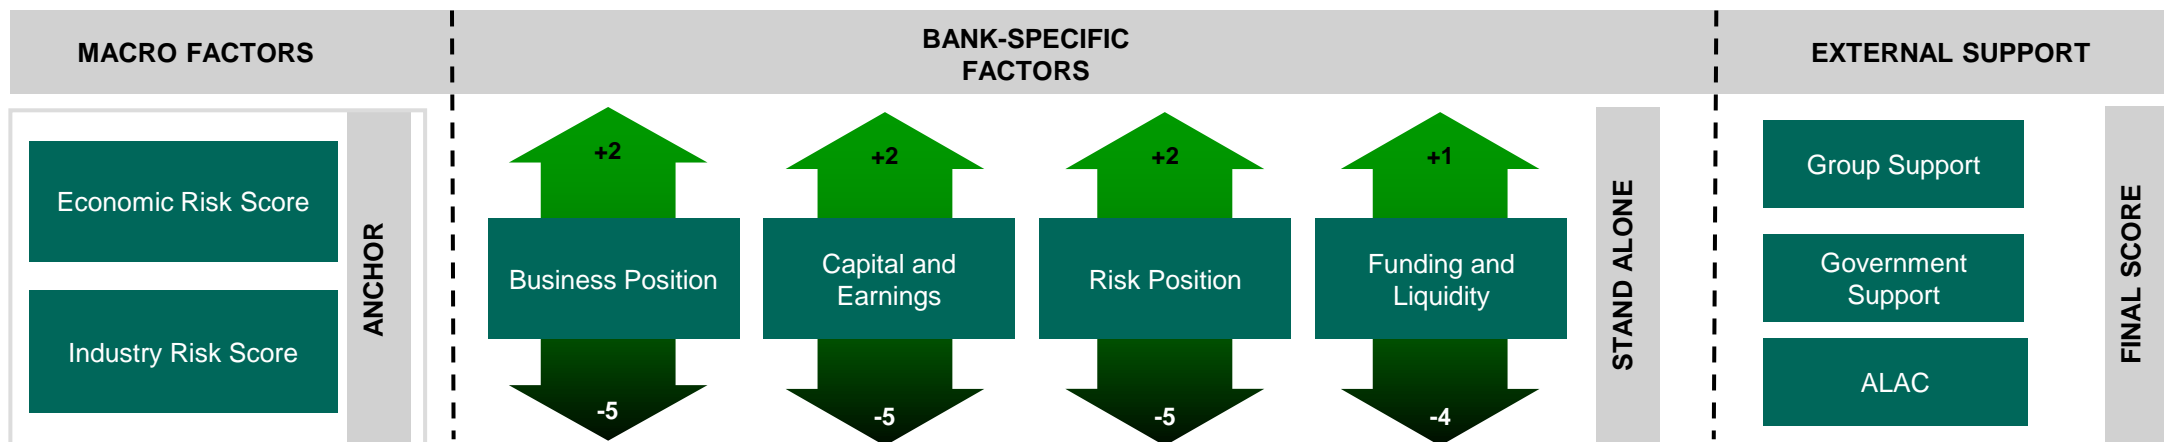 MACRO FACTORS
BANK-SPECIFIC
FACTORS
EXTERNAL SUPPORT
Economic Risk Score
Industry Risk Score
ANCHOR
+2
Business Position
-5
+2
Capital and
Earnings
-5
+2
Risk Position
-5
+1
Funding and
Liquidity
-4
STAND ALONE
Group Support
Government
Support
ALAC
FINAL SCORE